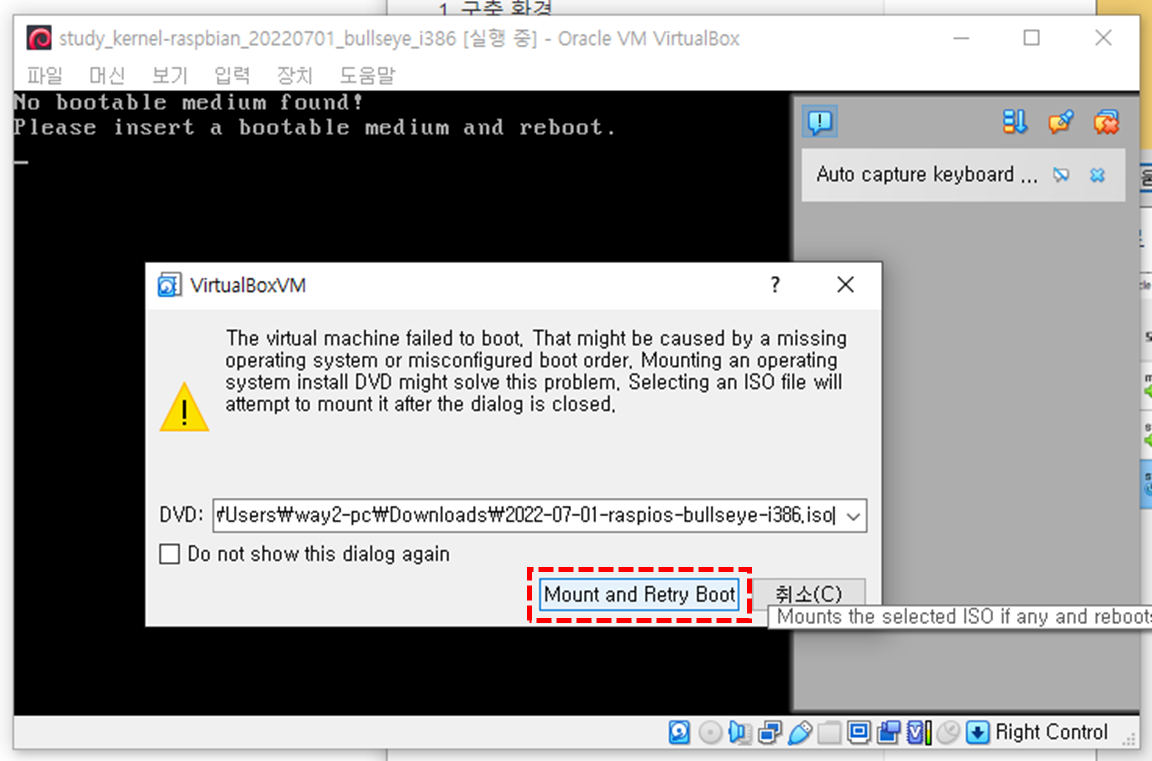 1. 구축 환경
study_kernel-raspbian_20220701_bullseye_i386 [실행 중] - Oracle VM VirtualBox
파일 머신 보기 입력 장치 도움말
No bootable medium found!
Please insert a bootable medium and reboot.
Auto capture keyboard ...
VirtualBoxVM
?
The virtual machine failed to boot. That might be caused by a missing
operating system or misconfigured boot order. Mounting an operating
system install DVD might solve this problem. Selecting an ISO file will
attempt to mount it after the dialog is closed.
DVD: ₩Users₩way2-pc₩Downloads₩2022-07-01-raspios-bullseye-i386.iso
Do not show this dialog again
Mount and Retry Boot 취소(C)
Mounts the selected ISO if any and reboots
Right Control